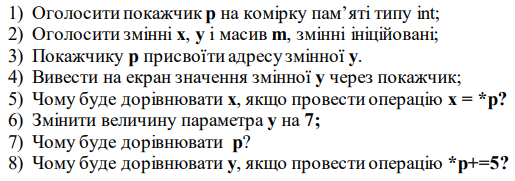 1) Оголосити покажчик p на комірку пам’яті типу int;
2) Оголосити змінні x, y і масив m, змінні ініційовані;
3) Покажчику p присвоїти адресу змінної y.
4) Вивести на екран значення змінної y через покажчик;
5) Чому буде дорівнювати x, якщо провести операцію x = *p?
6) Змінити величину параметра y на 7;
7) Чому буде дорівнювати p?
8) Чому буде дорівнювати y, якщо провести операцію *p+=5?